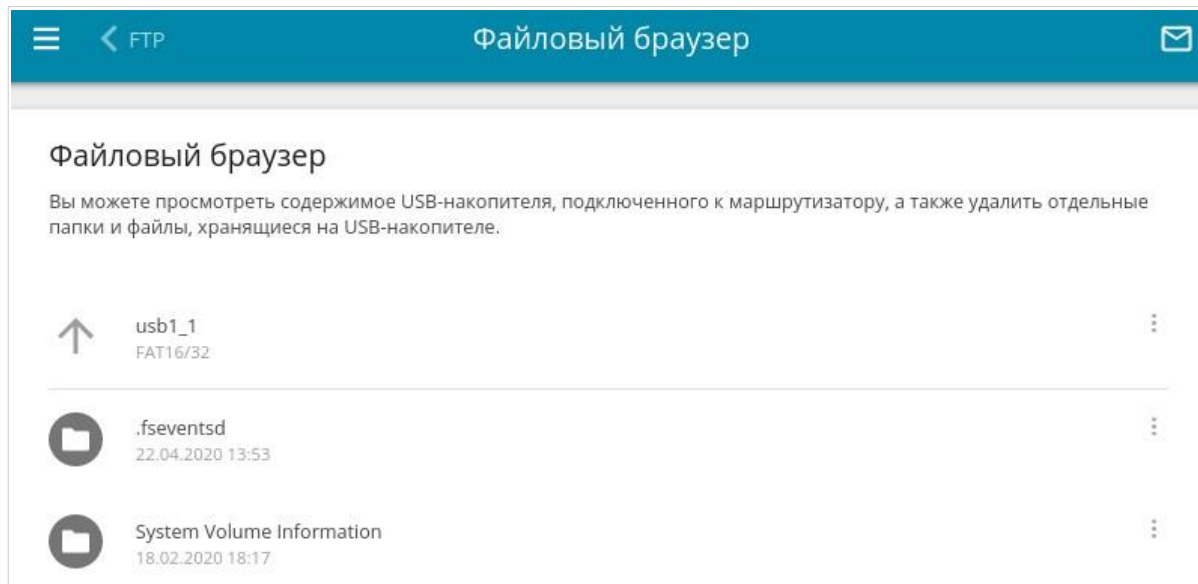 FTP
Файловый браузер
Файловый браузер
Вы можете просмотреть содержимое USB-накопителя, подключенного к маршрутизатору, а также удалить отдельные
папки и файлы, хранящиеся на USB-накопителе.
usb1_1
FAT16/32
.fseventsd
22.04.2020 13:53
System Volume Information
18.02.2020 18:17